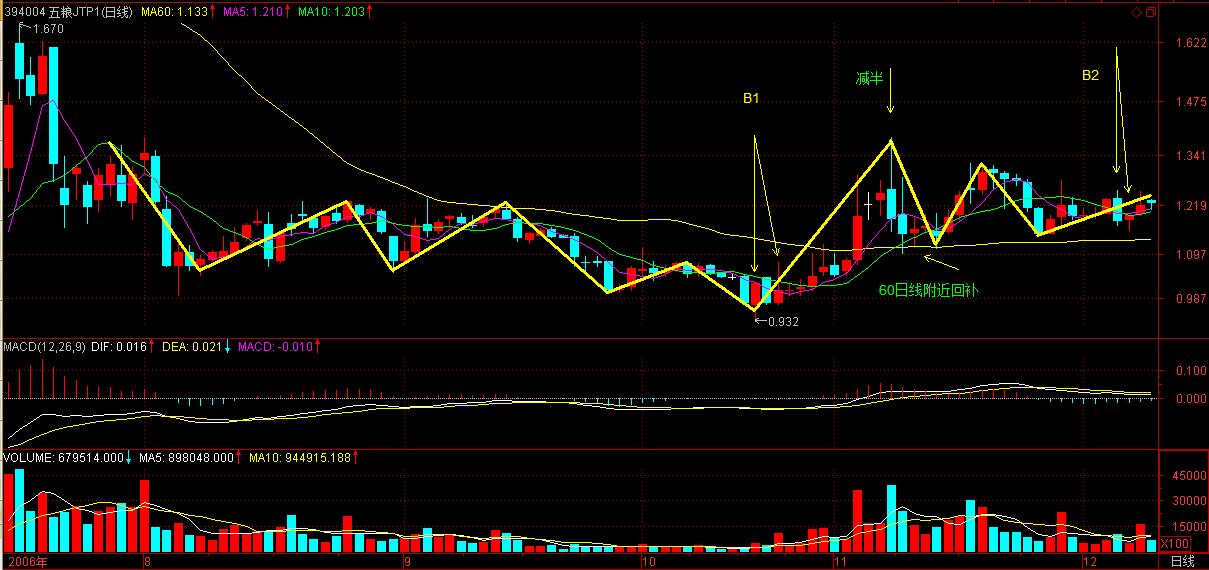 394004 五粮JTP1(日线) MA60: 1.133↑ MA5: 1.210↑ MA10: 1.203↑
1.670
1.622
B2
减半
B1
1.475
1.341
1.219
1.097
60日线附近回补
0.987
0.932
MACD(12,26,9) DIF: 0.016↑ DEA: 0.021↓ MACD: -0.010↑
0.100
0.000
VOLUME: 679514.000↓ MA5: 898048.000↑ MA10: 944915.188↑
45000
30000
15000
X100
2006年 8 9 10 11 12 日线